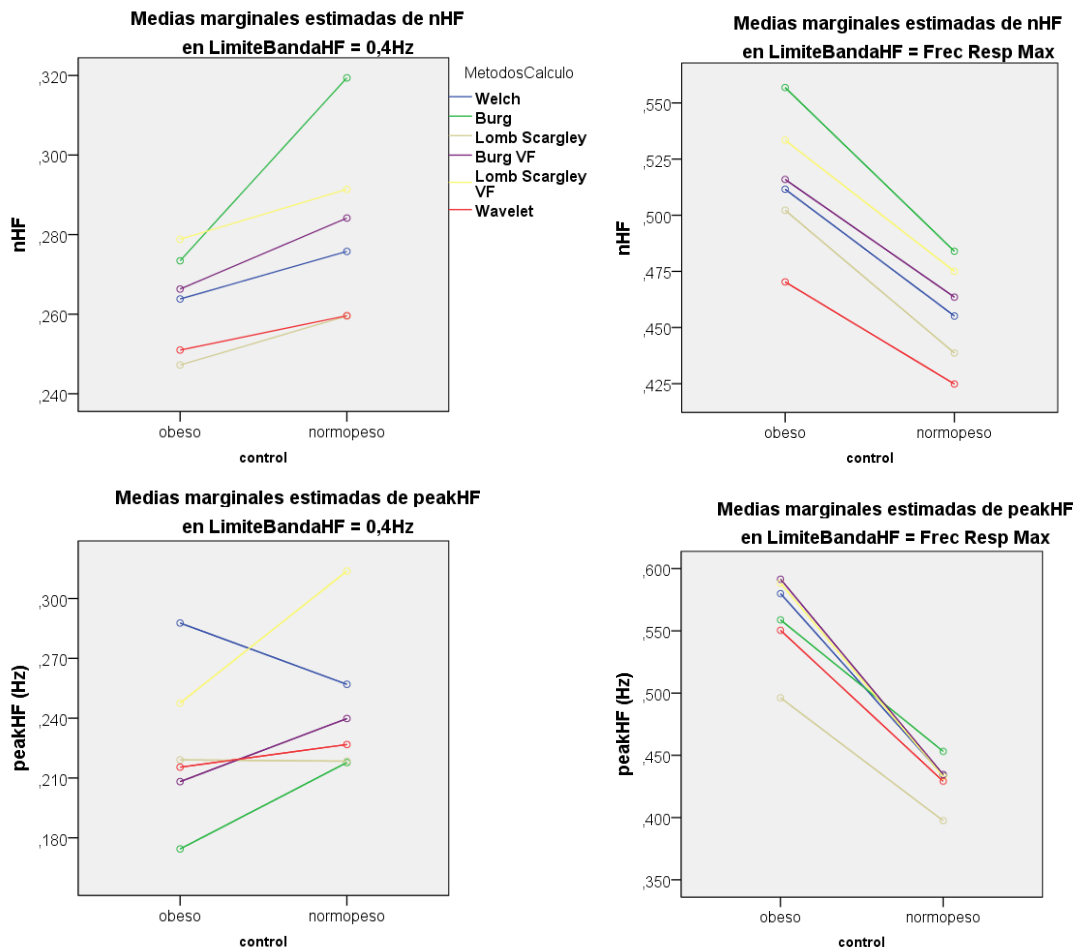 Medias marginales estimadas de nHF
en LimiteBandaHF = 0,4Hz
,320
,300
,280
,260
,240
nHF
obeso
normopeso
control
MetodosCalculo
Welch
Burg
Lomb Scargley
Burg VF
Lomb Scargley
VF
Wavelet
Medias marginales estimadas de nHF
en LimiteBandaHF = Frec Resp Max
,550
,525
,500
,475
,450
,425
nHF
obeso
normopeso
control
Medias marginales estimadas de peakHF
en LimiteBandaHF = 0,4Hz
,300
,270
,240
,210
,180
peakHF (Hz)
obeso
normopeso
control
Medias marginales estimadas de peakHF
en LimiteBandaHF = Frec Resp Max
,600
,550
,500
,450
,400
,350
peakHF (Hz)
obeso
normopeso
control